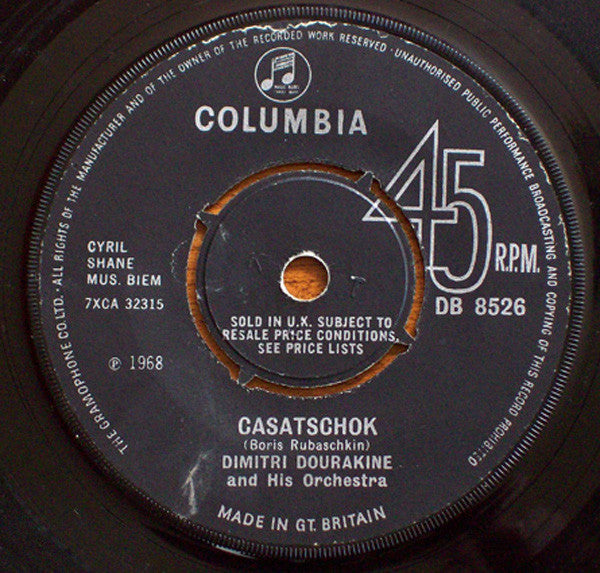 THE GRAMOPHONE CO. LTD. - ALL RIGHTS OF THE MANUFACTURER AND OF THE OWNER OF THE RECORDED WORK RESERVED · UNAUTHORISED PUBLIC PERFORMANCE BROADCASTING AND COPYING OF THIS RECORD PROHIBITED
COLUMBIA
45
R.P.M.
CYRIL
SHANE
MUS. BIEM
7XCA 32315
DB 8526
SOLD IN U.K. SUBJECT TO
RESALE PRICE CONDITIONS,
SEE PRICE LISTS
℗ 1968
CASATSCHOK
(Boris Rubaschkin)
DIMITRI DOURAKINE
and His Orchestra
MADE IN GT. BRITAIN